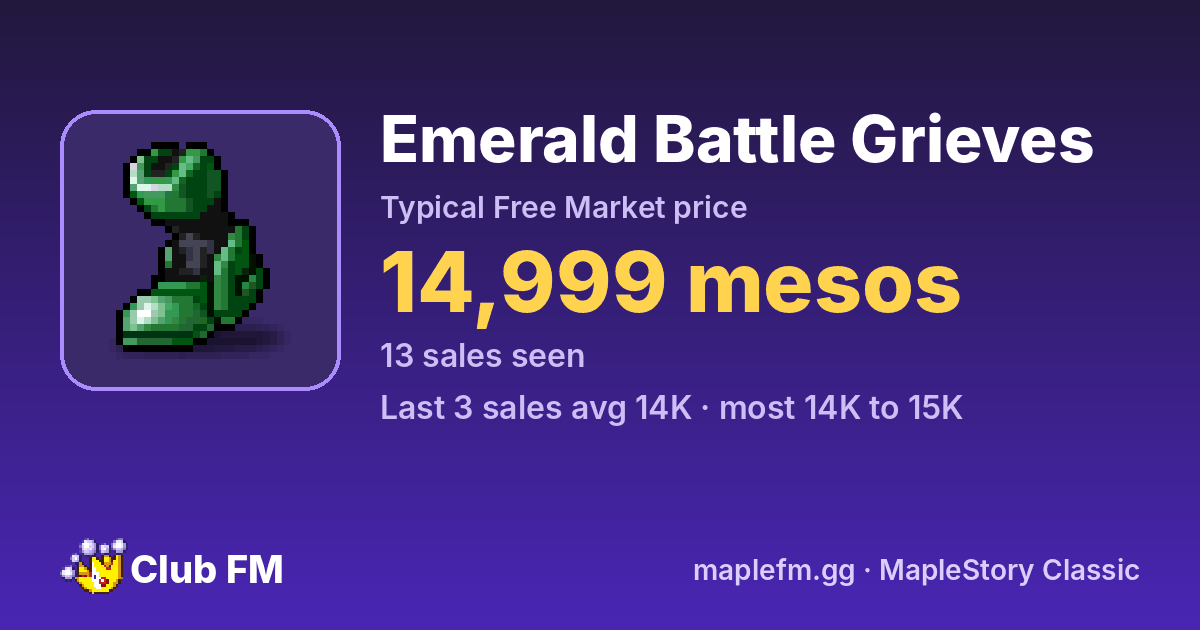 Emerald Battle Grieves
Typical Free Market price
14,999 mesos
13 sales seen
Last 3 sales avg 14K · most 14K to 15K
Club FM
maplefm.gg · MapleStory Classic